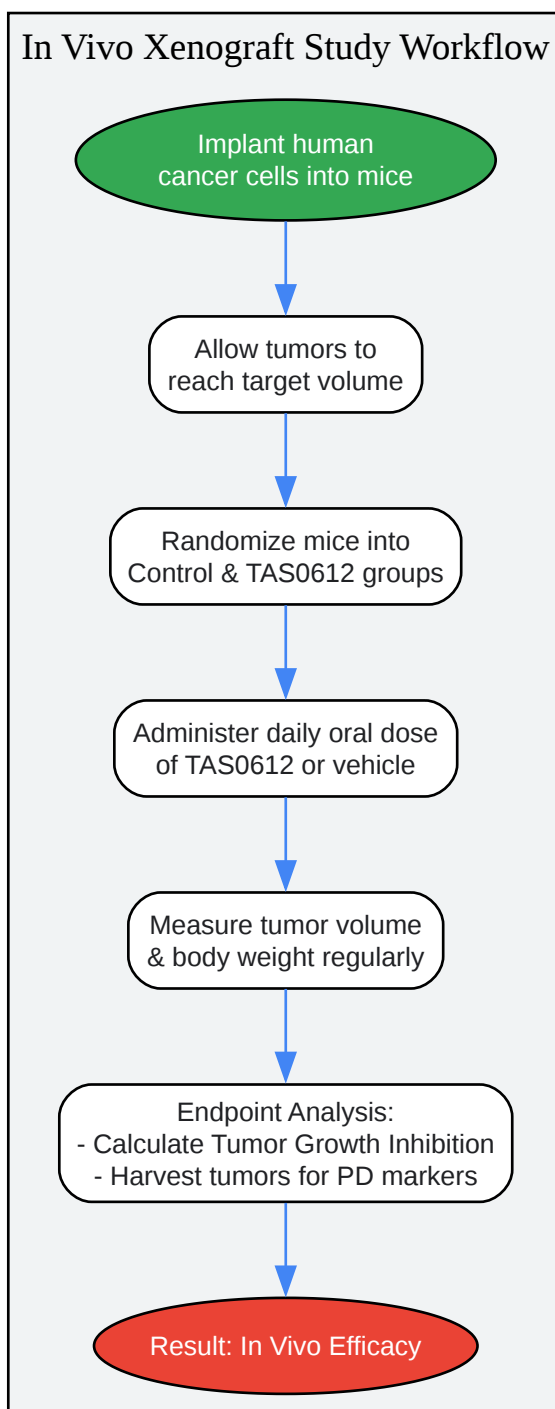 In Vivo Xenograft Study Workflow
Implant human
cancer cells into mice
Allow tumors to
reach target volume
Randomize mice into
Control & TAS0612 groups
Administer daily oral dose
of TAS0612 or vehicle
Measure tumor volume
& body weight regularly
Endpoint Analysis:
- Calculate Tumor Growth Inhibition
- Harvest tumors for PD markers
Result: In Vivo Efficacy